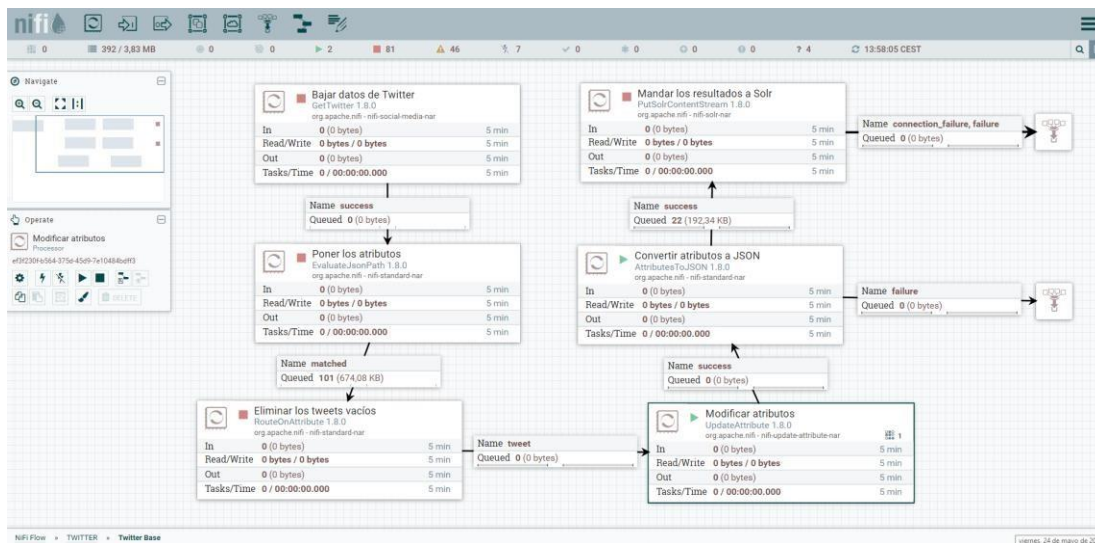 nifi
0 392 / 3,83 MB 0 0 2 81 46 7 0 0 0 0 ? 4 13:58:05 CEST
Navigate
Operate
Modificar atributos
Processor
DELETE
Bajar datos de Twitter
GetTwitter 1.8.0
org.apache.nifi - nifi-social-media-nar
In 0 (0 bytes) 5 min
Read/Write 0 bytes / 0 bytes 5 min
Out 0 (0 bytes) 5 min
Tasks/Time 0 / 00:00:00.000 5 min
Name success
Queued 0 (0 bytes)
Poner los atributos
EvaluateJsonPath 1.8.0
org.apache.nifi - nifi-standard-nar
In 0 (0 bytes) 5 min
Read/Write 0 bytes / 0 bytes 5 min
Out 0 (0 bytes) 5 min
Tasks/Time 0 / 00:00:00.000 5 min
Name matched
Queued 101 (674,08 KB)
Eliminar los tweets vacíos
RouteOnAttribute 1.8.0
org.apache.nifi - nifi-standard-nar
In 0 (0 bytes) 5 min
Read/Write 0 bytes / 0 bytes 5 min
Out 0 (0 bytes) 5 min
Tasks/Time 0 / 00:00:00.000 5 min
Name tweet
Queued 0 (0 bytes)
Modificar atributos
UpdateAttribute 1.8.0
org.apache.nifi - nifi-update-attribute-nar
1
In 0 (0 bytes) 5 min
Read/Write 0 bytes / 0 bytes 5 min
Out 0 (0 bytes) 5 min
Tasks/Time 0 / 00:00:00.000 5 min
Name success
Queued 0 (0 bytes)
Convertir atributos a JSON
AttributesToJSON 1.8.0
org.apache.nifi - nifi-standard-nar
In 0 (0 bytes) 5 min
Read/Write 0 bytes / 0 bytes 5 min
Out 0 (0 bytes) 5 min
Tasks/Time 0 / 00:00:00.000 5 min
Name failure
Queued 0 (0 bytes)
Name success
Queued 22 (192,34 KB)
Mandar los resultados a Solr
PutSolrContentStream 1.8.0
org.apache.nifi - nifi-solr-nar
In 0 (0 bytes) 5 min
Read/Write 0 bytes / 0 bytes 5 min
Out 0 (0 bytes) 5 min
Tasks/Time 0 / 00:00:00.000 5 min
Name connection_failure, failure
Queued 0 (0 bytes)
NiFi Flow » TWITTER » Twitter Base
viernes, 24 de mayo de 20